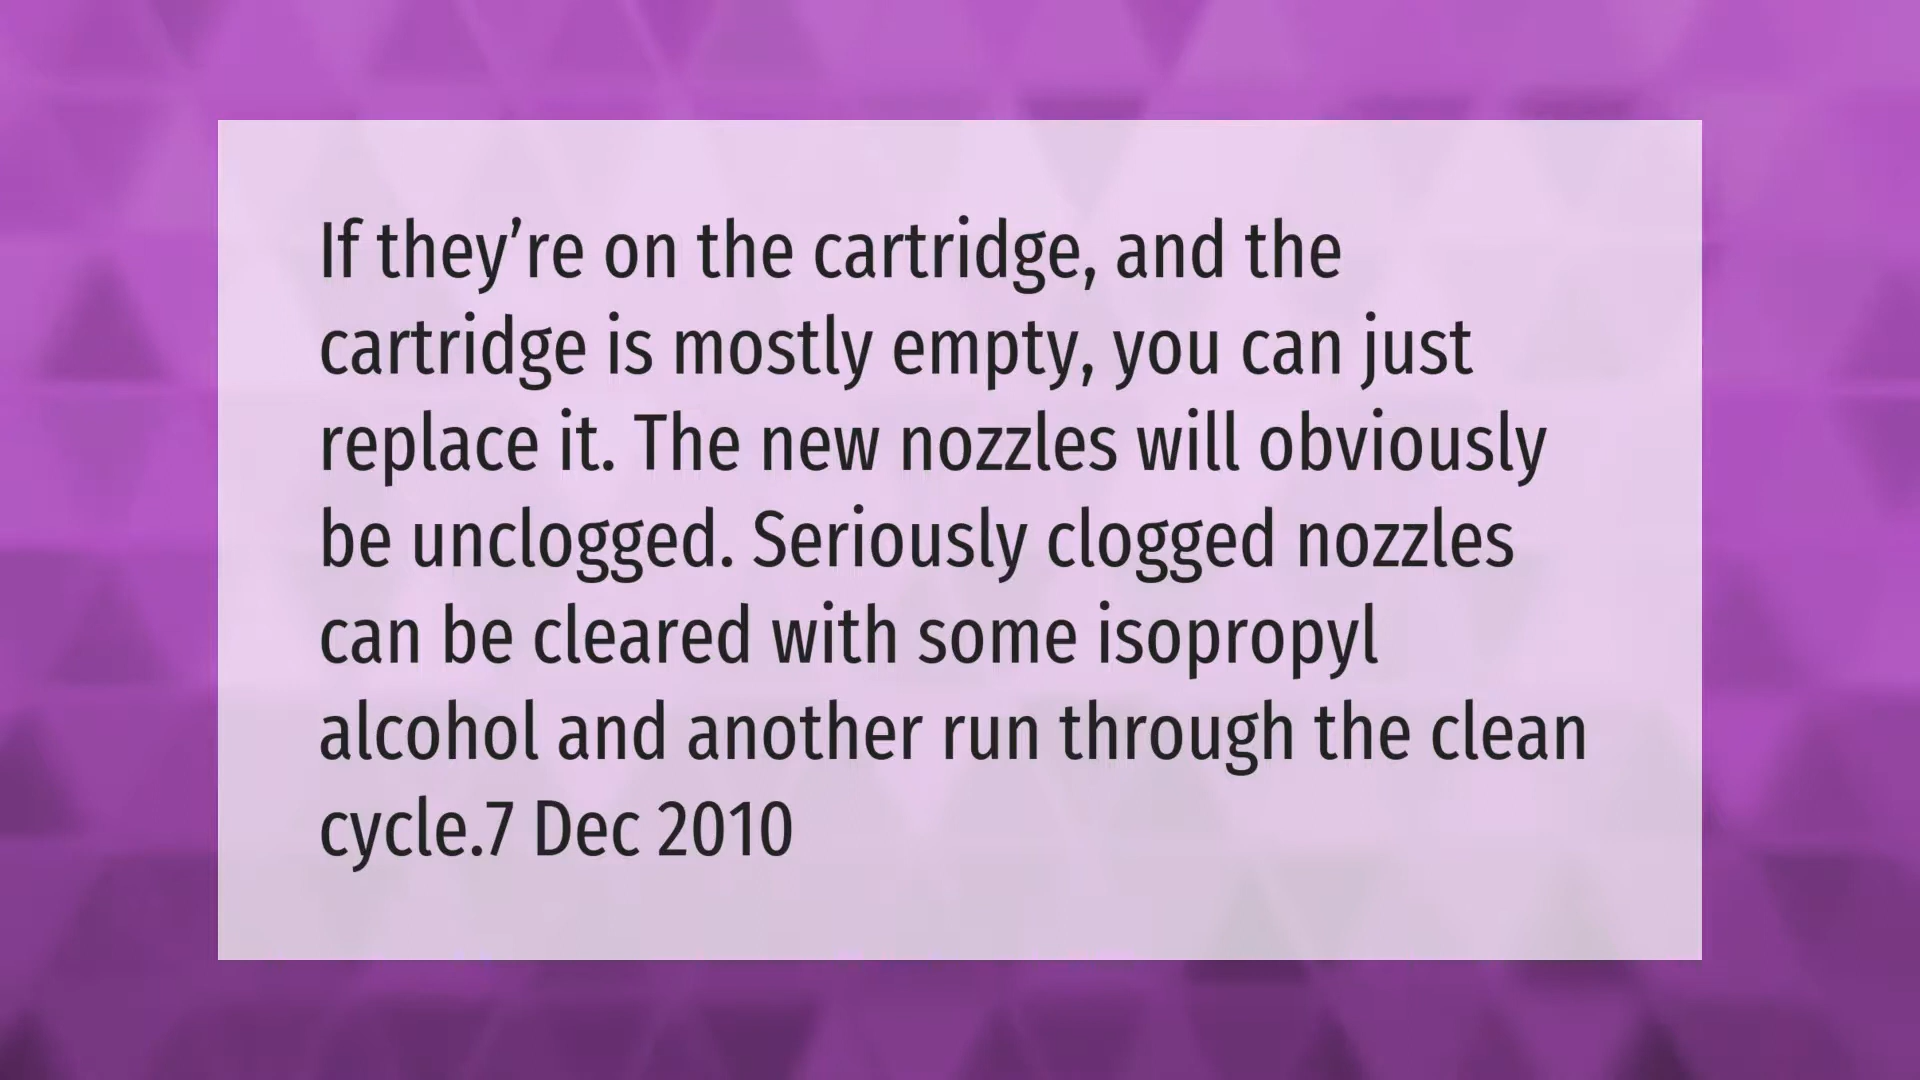 If they’re on the cartridge, and the
cartridge is mostly empty, you can just
replace it. The new nozzles will obviously
be unclogged. Seriously clogged nozzles
can be cleared with some isopropyl
alcohol and another run through the clean
cycle.7 Dec 2010